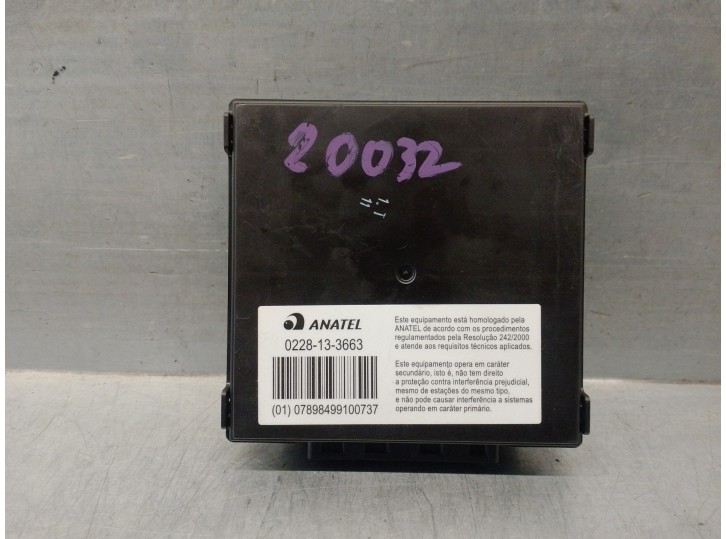 20032
1.T
11
ANATEL
0228-13-3663
(01) 07898499100737
Este equipamento está homologado pela
ANATEL de acordo com os procedimentos
regulamentados pela Resolução 242/2000
e atende aos requisitos técnicos aplicados.
Este equipamento opera em caráter
secundário, isto é, não tem direito
a proteção contra interferência prejudicial,
mesmo de estações do mesmo tipo,
e não pode causar interferência a sistemas
operando em caráter primário.